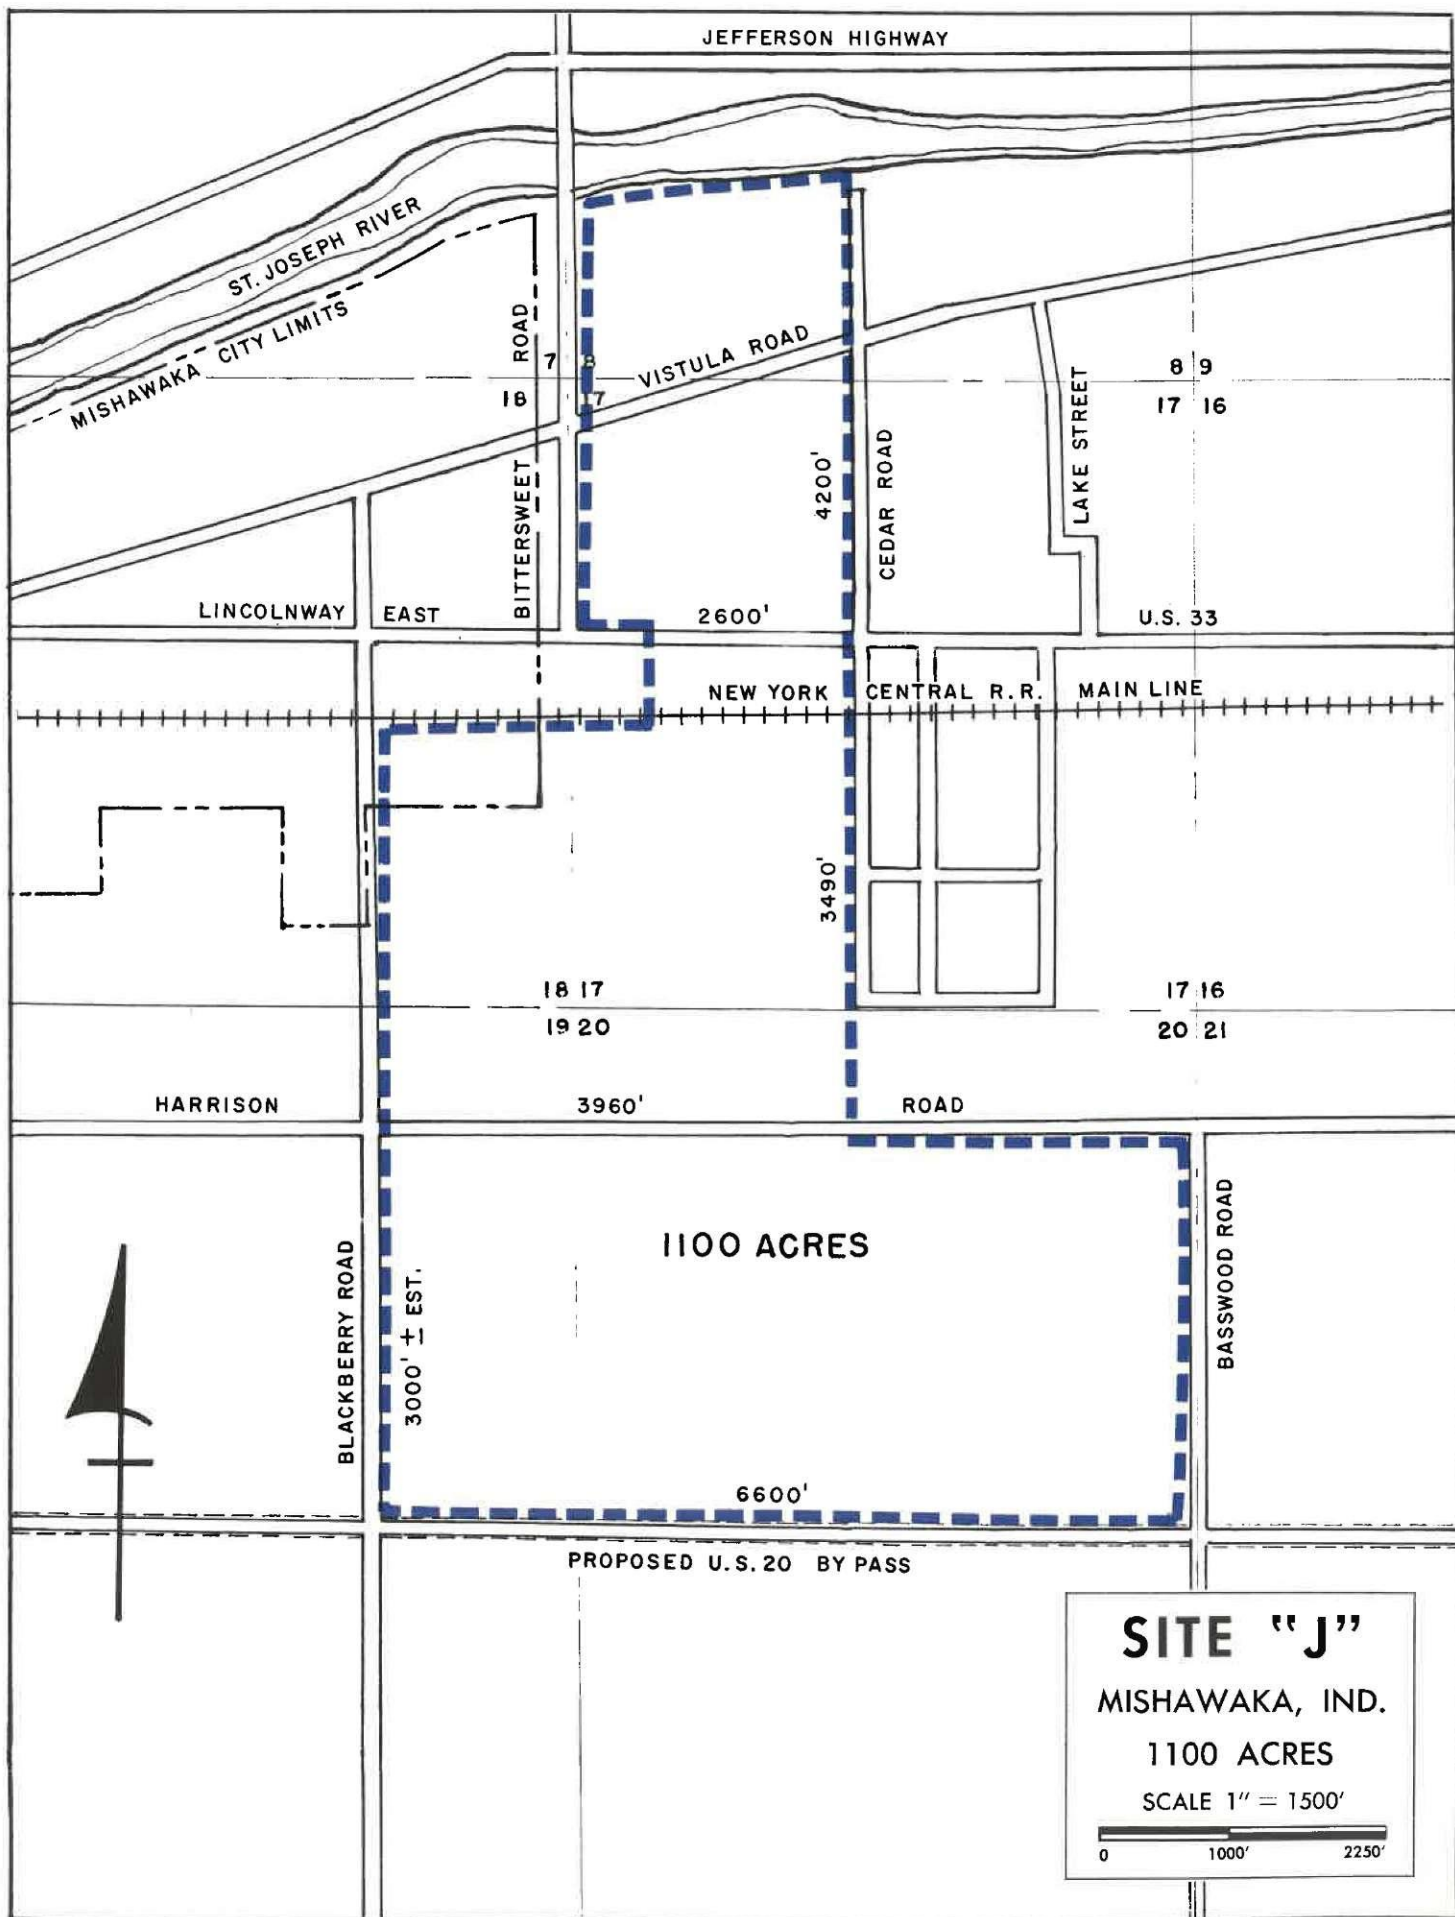 JEFFERSON HIGHWAY
ST. JOSEPH RIVER
MISHAWAKA CITY LIMITS
BITTERSWEET ROAD
7 8
18 17
VISTULA ROAD
8 9
17 16
4200'
CEDAR ROAD
LAKE STREET
LINCOLNWAY EAST
2600'
U.S. 33
NEW YORK CENTRAL R.R. MAIN LINE
3490'
18 17
19 20
17 16
20 21
HARRISON ROAD
3960'
1100 ACRES
BLACKBERRY ROAD
3000' ± EST.
BASSWOOD ROAD
6600'
PROPOSED U.S. 20 BY PASS
SITE "J"
MISHAWAKA, IND.
1100 ACRES
SCALE 1" = 1500'
0 1000' 2250'